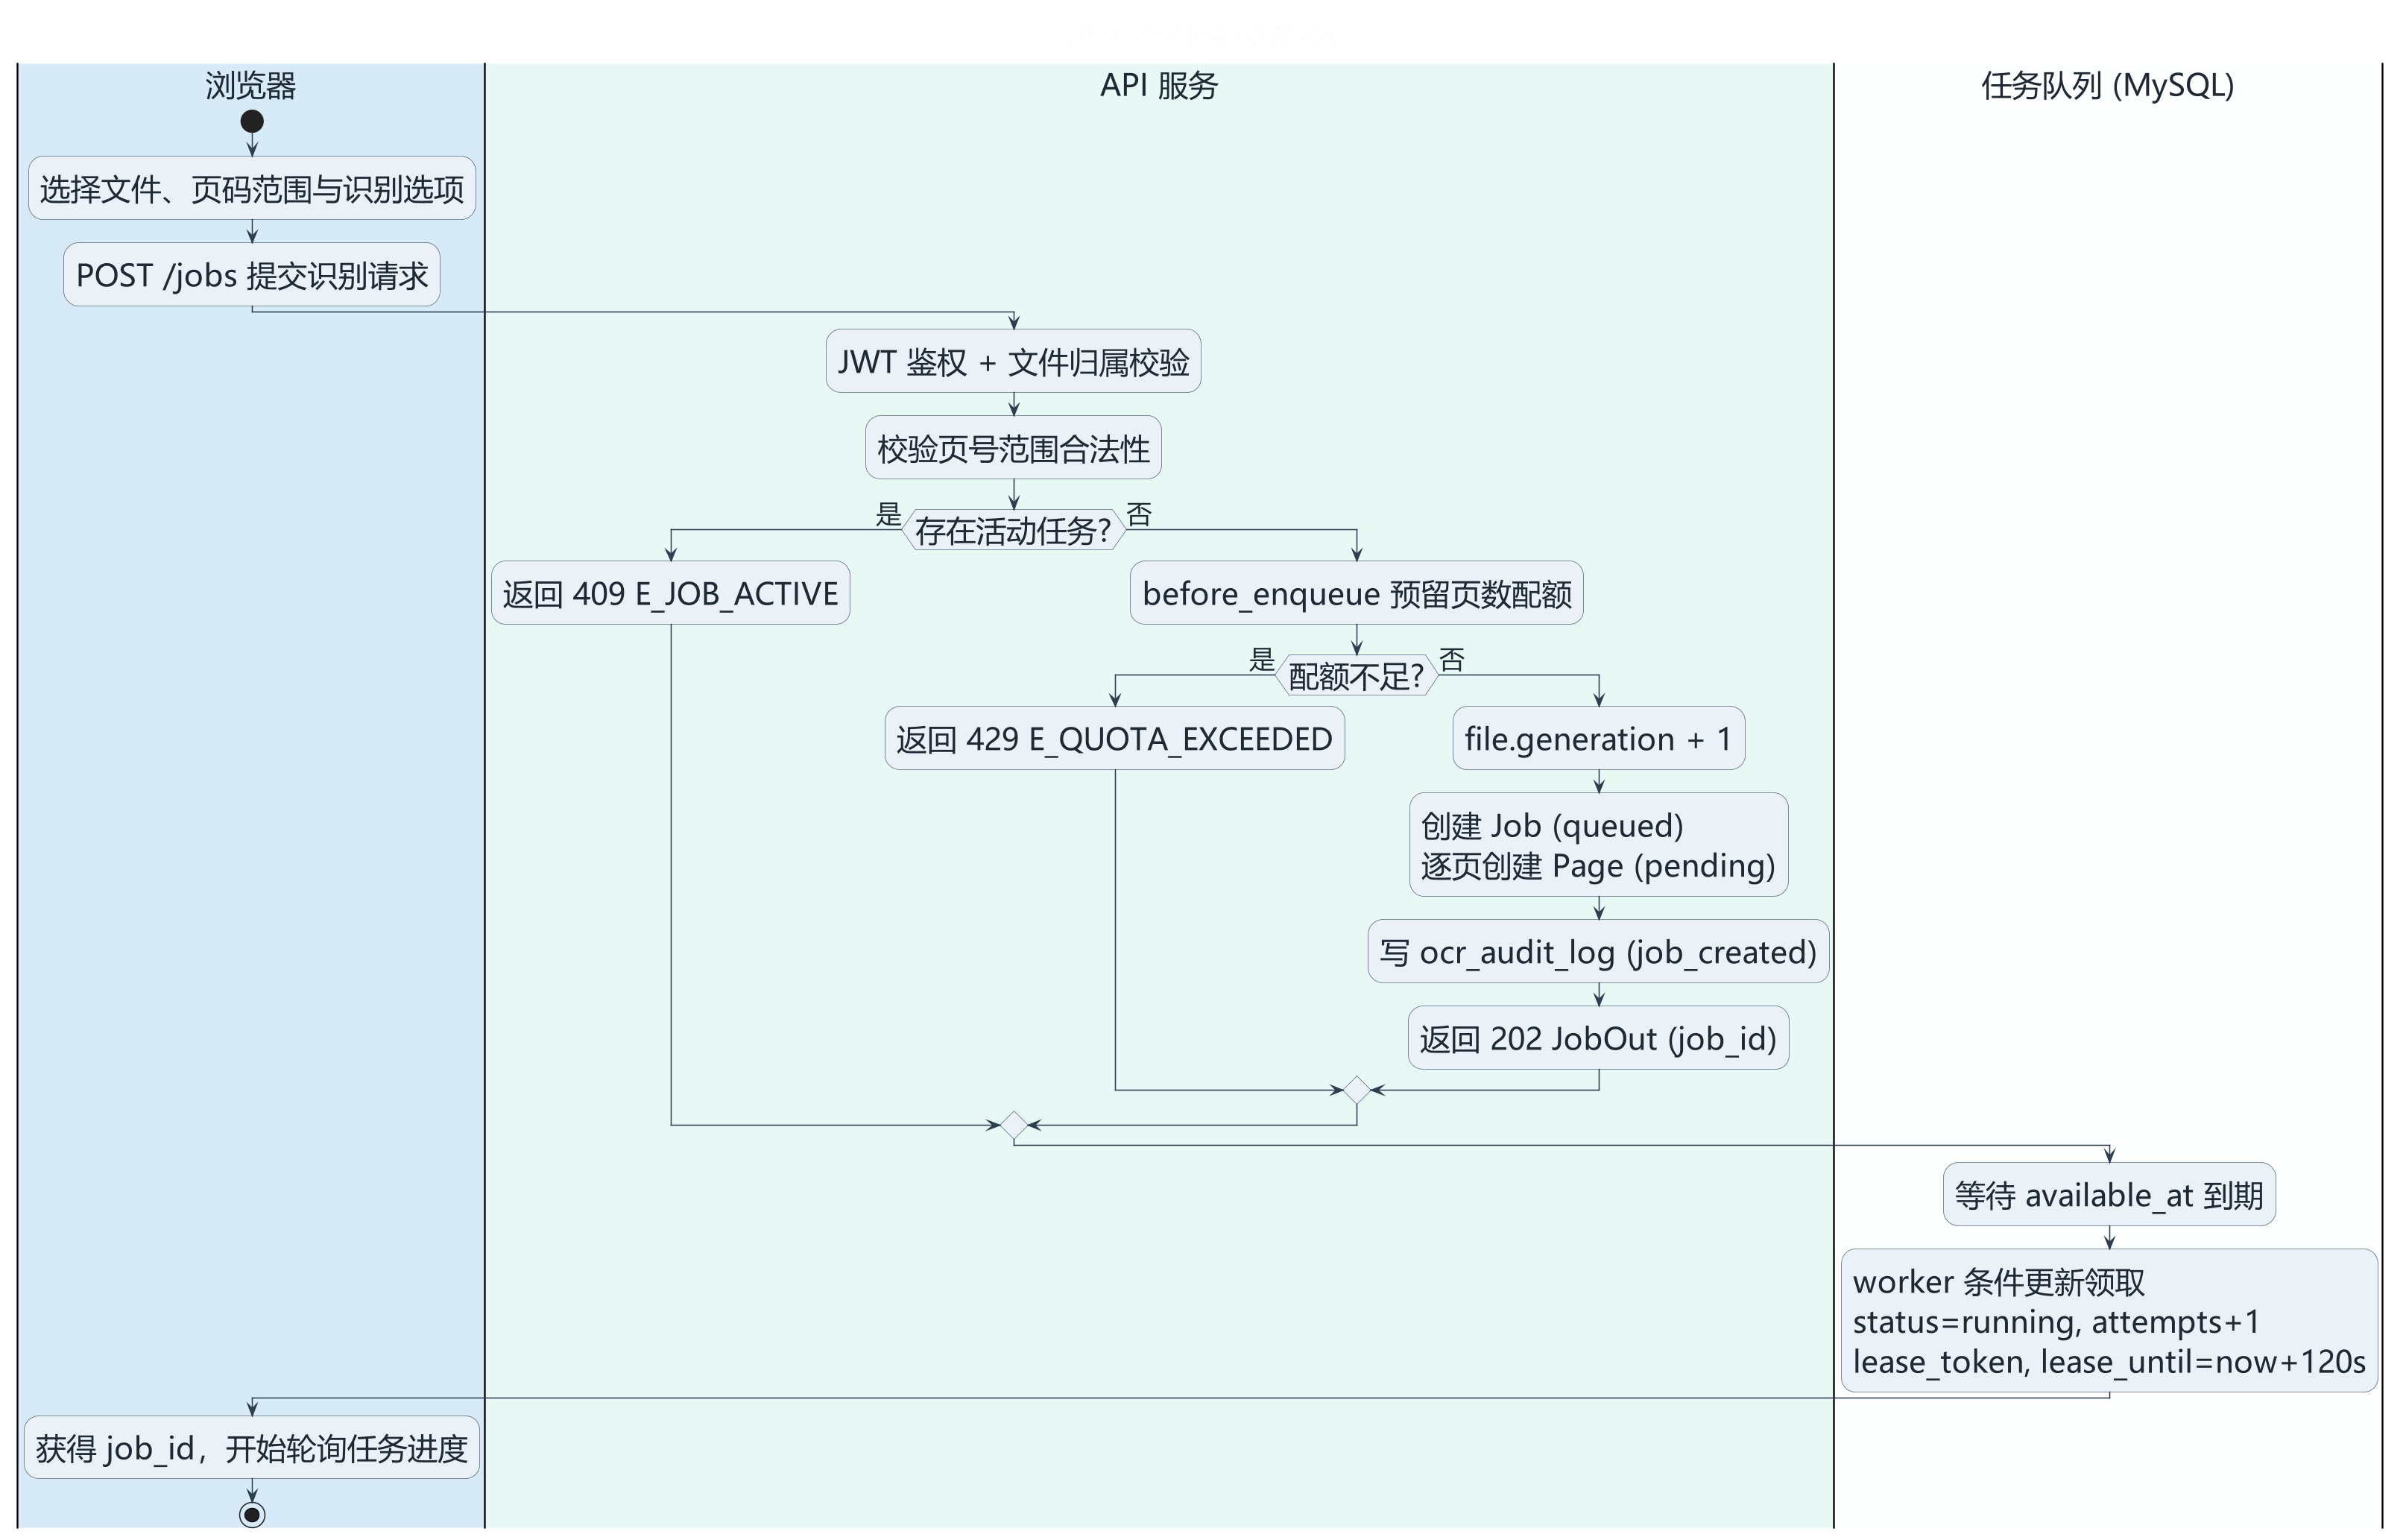 浏览器
API 服务
任务队列 (MySQL)
选择文件、页码范围与识别选项
POST /jobs 提交识别请求
JWT 鉴权 + 文件归属校验
校验页号范围合法性
是
存在活动任务?
否
返回 409 E_JOB_ACTIVE
before_enqueue 预留页数配额
是
配额不足?
否
返回 429 E_QUOTA_EXCEEDED
file.generation + 1
创建 Job (queued)
逐页创建 Page (pending)
写 ocr_audit_log (job_created)
返回 202 JobOut (job_id)
等待 available_at 到期
worker 条件更新领取
status=running, attempts+1
lease_token, lease_until=now+120s
获得 job_id，开始轮询任务进度